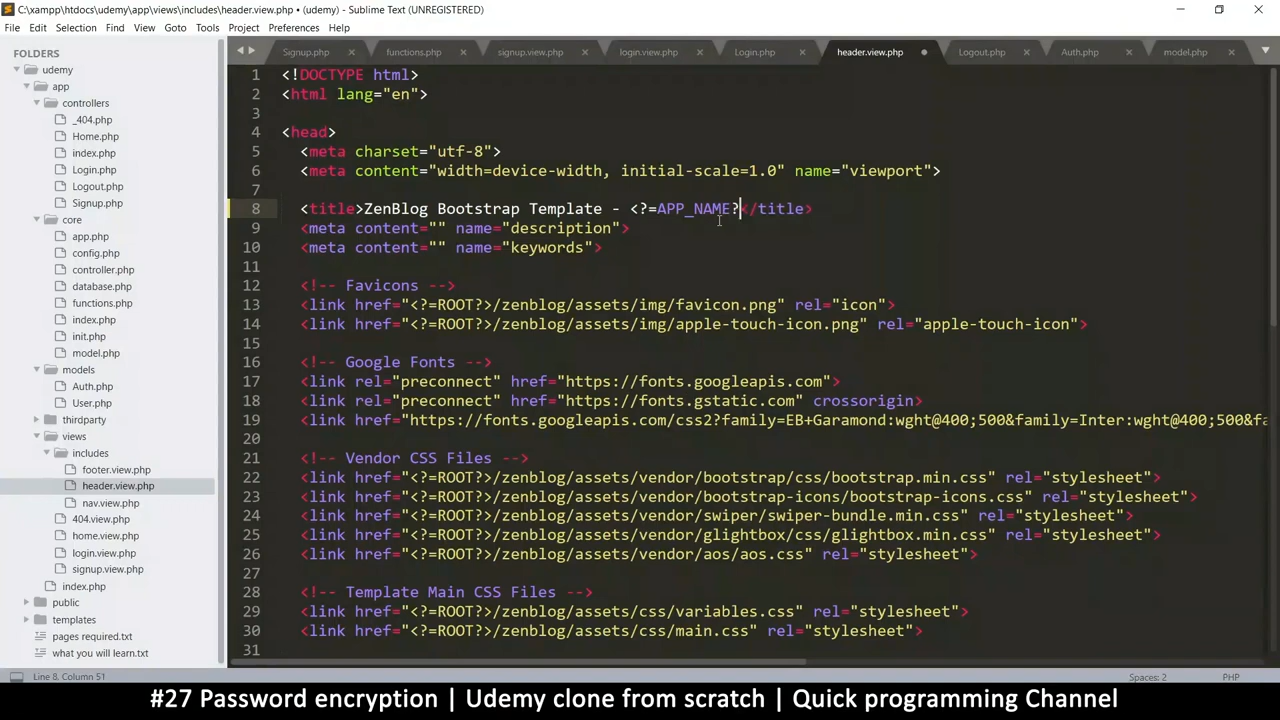 C:\xampp\htdocs\udemy\app\views\includes\header.view.php • (udemy) - Sublime Text (UNREGISTERED)
File Edit Selection Find View Goto Tools Project Preferences Help
FOLDERS
udemy
app
controllers
_404.php
Home.php
index.php
Login.php
Logout.php
Signup.php
core
app.php
config.php
controller.php
database.php
functions.php
index.php
init.php
model.php
models
Auth.php
User.php
thirdparty
views
includes
footer.view.php
header.view.php
nav.view.php
404.view.php
home.view.php
login.view.php
signup.view.php
index.php
public
templates
pages required.txt
what you will learn.txt
Signup.php functions.php signup.view.php login.view.php Login.php header.view.php Logout.php Auth.php model.php
1 <!DOCTYPE html>
2 <html lang="en">
3
4 <head>
5 <meta charset="utf-8">
6 <meta content="width=device-width, initial-scale=1.0" name="viewport">
7
8 <title>ZenBlog Bootstrap Template - <?=APP_NAME?</title>
9 <meta content="" name="description">
10 <meta content="" name="keywords">
11
12 <!-- Favicons -->
13 <link href="<?=ROOT?>/zenblog/assets/img/favicon.png" rel="icon">
14 <link href="<?=ROOT?>/zenblog/assets/img/apple-touch-icon.png" rel="apple-touch-icon">
15
16 <!-- Google Fonts -->
17 <link rel="preconnect" href="https://fonts.googleapis.com">
18 <link rel="preconnect" href="https://fonts.gstatic.com" crossorigin>
19 <link href="https://fonts.googleapis.com/css2?family=EB+Garamond:wght@400;500&family=Inter:wght@400;500&fa
20
21 <!-- Vendor CSS Files -->
22 <link href="<?=ROOT?>/zenblog/assets/vendor/bootstrap/css/bootstrap.min.css" rel="stylesheet">
23 <link href="<?=ROOT?>/zenblog/assets/vendor/bootstrap-icons/bootstrap-icons.css" rel="stylesheet">
24 <link href="<?=ROOT?>/zenblog/assets/vendor/swiper/swiper-bundle.min.css" rel="stylesheet">
25 <link href="<?=ROOT?>/zenblog/assets/vendor/glightbox/css/glightbox.min.css" rel="stylesheet">
26 <link href="<?=ROOT?>/zenblog/assets/vendor/aos/aos.css" rel="stylesheet">
27
28 <!-- Template Main CSS Files -->
29 <link href="<?=ROOT?>/zenblog/assets/css/variables.css" rel="stylesheet">
30 <link href="<?=ROOT?>/zenblog/assets/css/main.css" rel="stylesheet">
31
Line 8, Column 51 Spaces: 2 PHP
#27 Password encryption | Udemy clone from scratch | Quick programming Channel